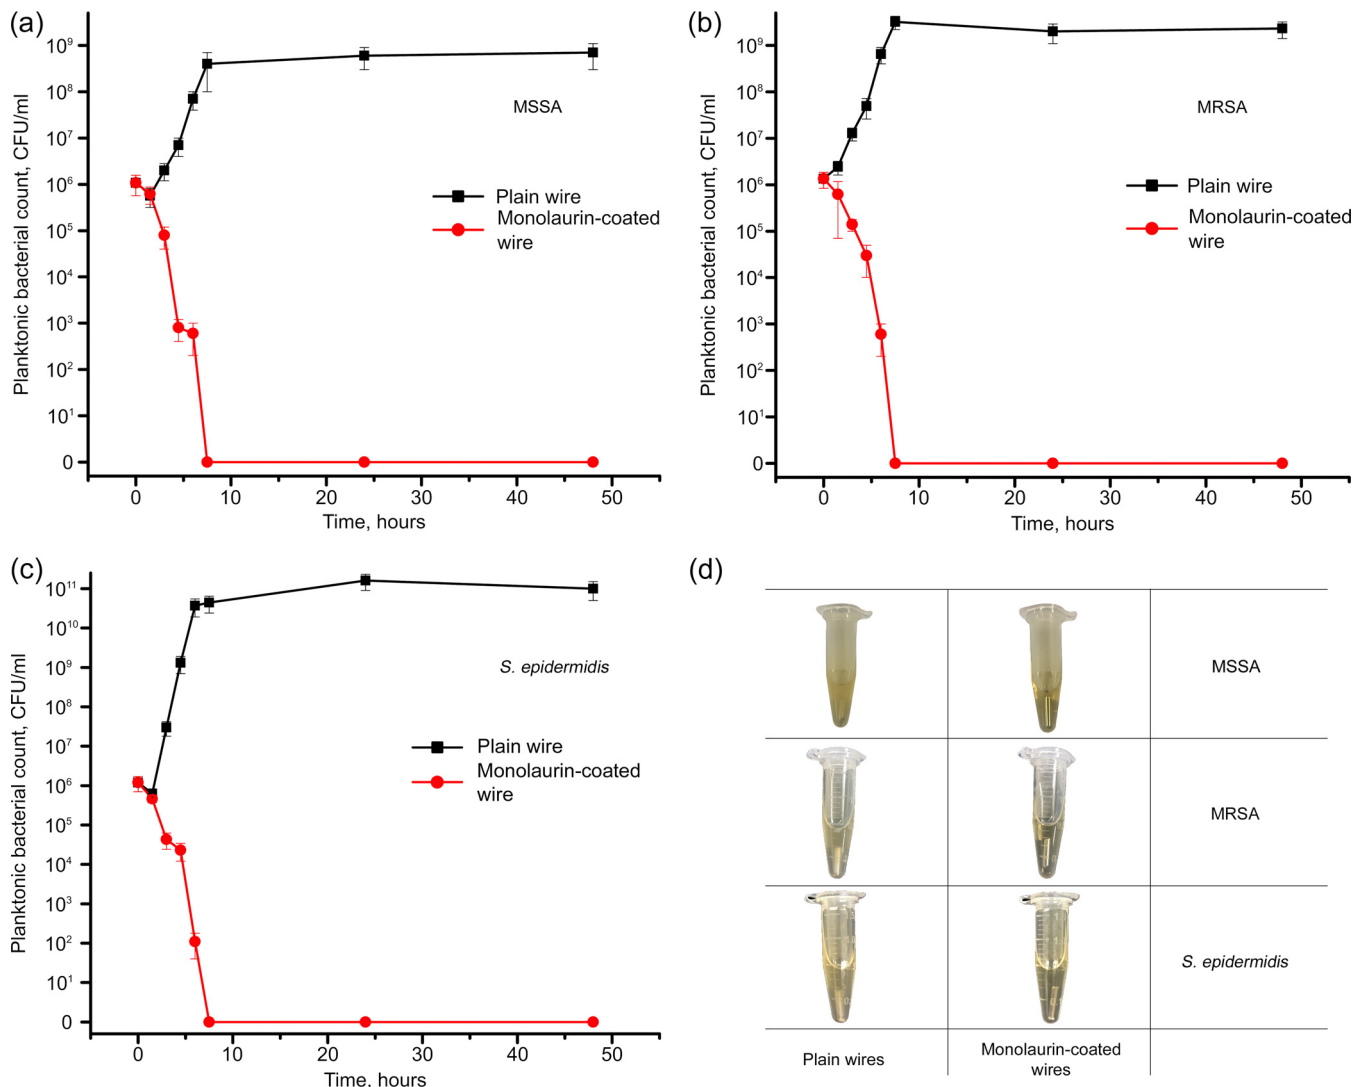 (a)
Planktonic bacterial count, CFU/ml
10⁹
10⁸
10⁷
10⁶
10⁵
10⁴
10³
10²
10¹
0
MSSA
Plain wire
Monolaurin-coated
wire
0 10 20 30 40 50
Time, hours
(b)
Planktonic bacterial count, CFU/ml
10⁹
10⁸
10⁷
10⁶
10⁵
10⁴
10³
10²
10¹
0
MRSA
Plain wire
Monolaurin-coated
wire
0 10 20 30 40 50
Time, hours
(c)
Planktonic bacterial count, CFU/ml
10¹¹
10¹⁰
10⁹
10⁸
10⁷
10⁶
10⁵
10⁴
10³
10²
10¹
0
S. epidermidis
Plain wire
Monolaurin-coated
wire
0 10 20 30 40 50
Time, hours
(d)
MSSA
MRSA
S. epidermidis
Plain wires
Monolaurin-coated
wires